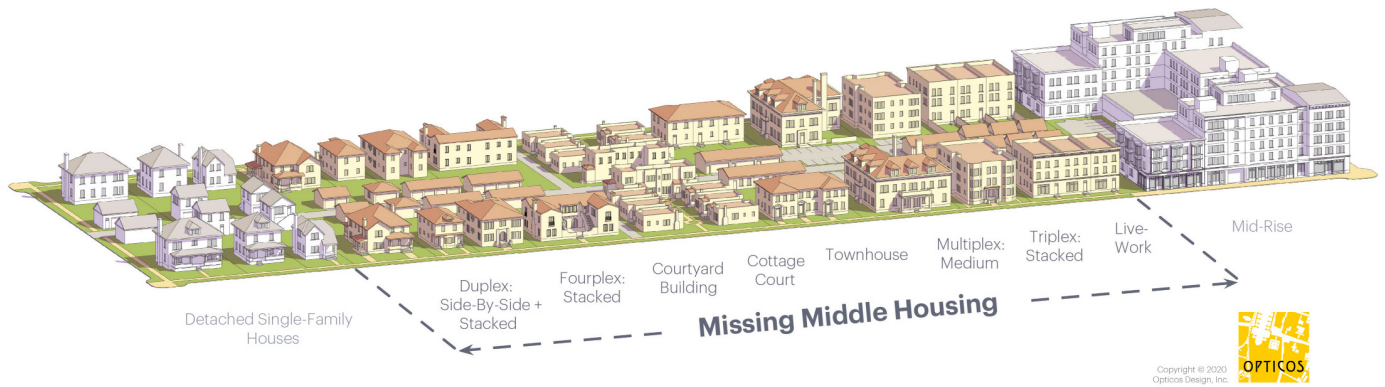 Detached Single-Family
Houses
Duplex:
Side-By-Side +
Stacked
Fourplex:
Stacked
Courtyard
Building
Cottage
Court
Townhouse
Multiplex:
Medium
Triplex:
Stacked
Live-
Work
Mid-Rise
Missing Middle Housing
Copyright © 2020
Opticos Design, Inc.
OPTICOS